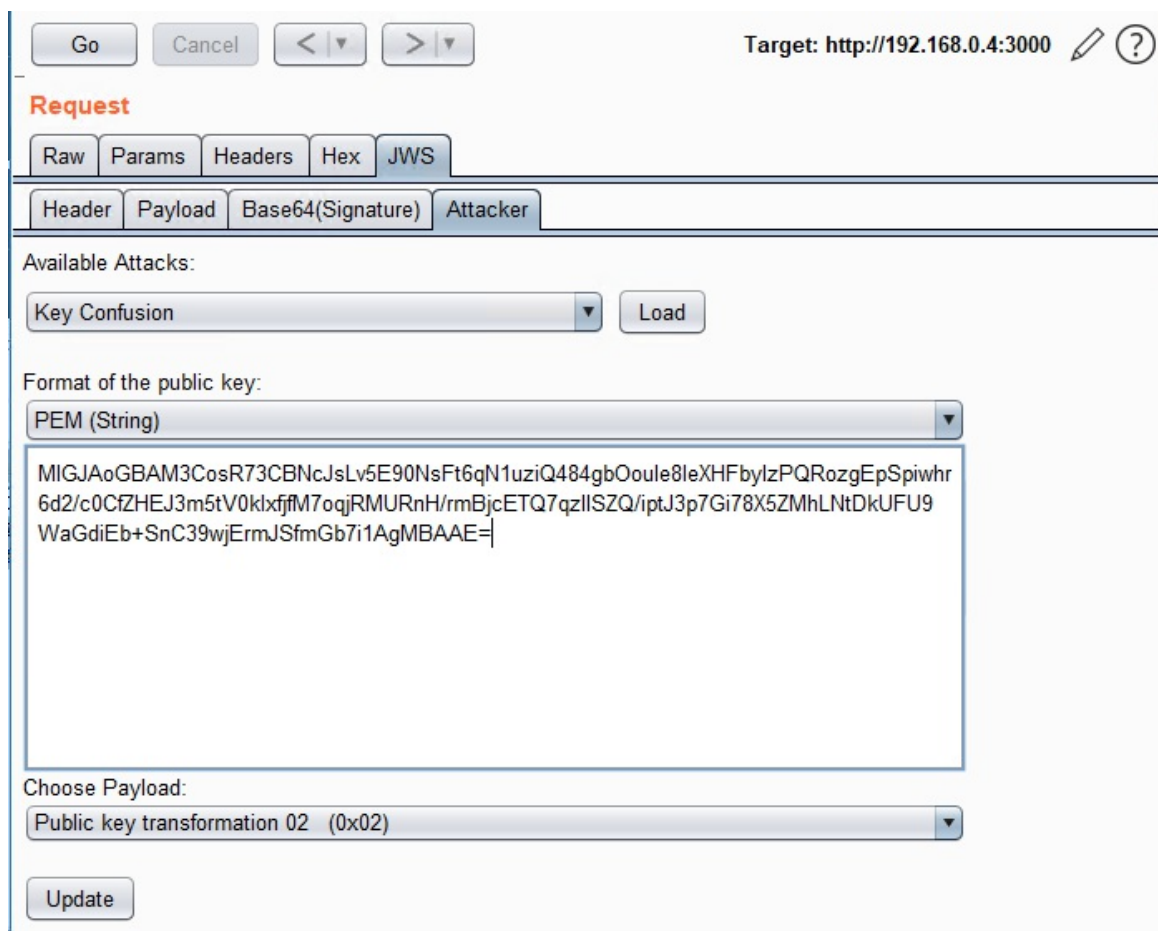 Go Cancel < > Target: http://192.168.0.4:3000 ?
Request
Raw Params Headers Hex JWS
Header Payload Base64(Signature) Attacker
Available Attacks:
Key Confusion Load
Format of the public key:
PEM (String)
MIGJAoGBAM3CosR73CBNcJsLv5E90NsFt6qN1uziQ484gbOoule8leXHFbyIzPQRozgEpSpiwhr
6d2/c0CfZHEJ3m5tV0klxfjfM7oqjRMURnH/rmBjcETQ7qzIISZQ/iptJ3p7Gi78X5ZMhLNtDkUFU9
WaGdiEb+SnC39wjErmJSfmGb7i1AgMBAAE=
Choose Payload:
Public key transformation 02 (0x02)
Update